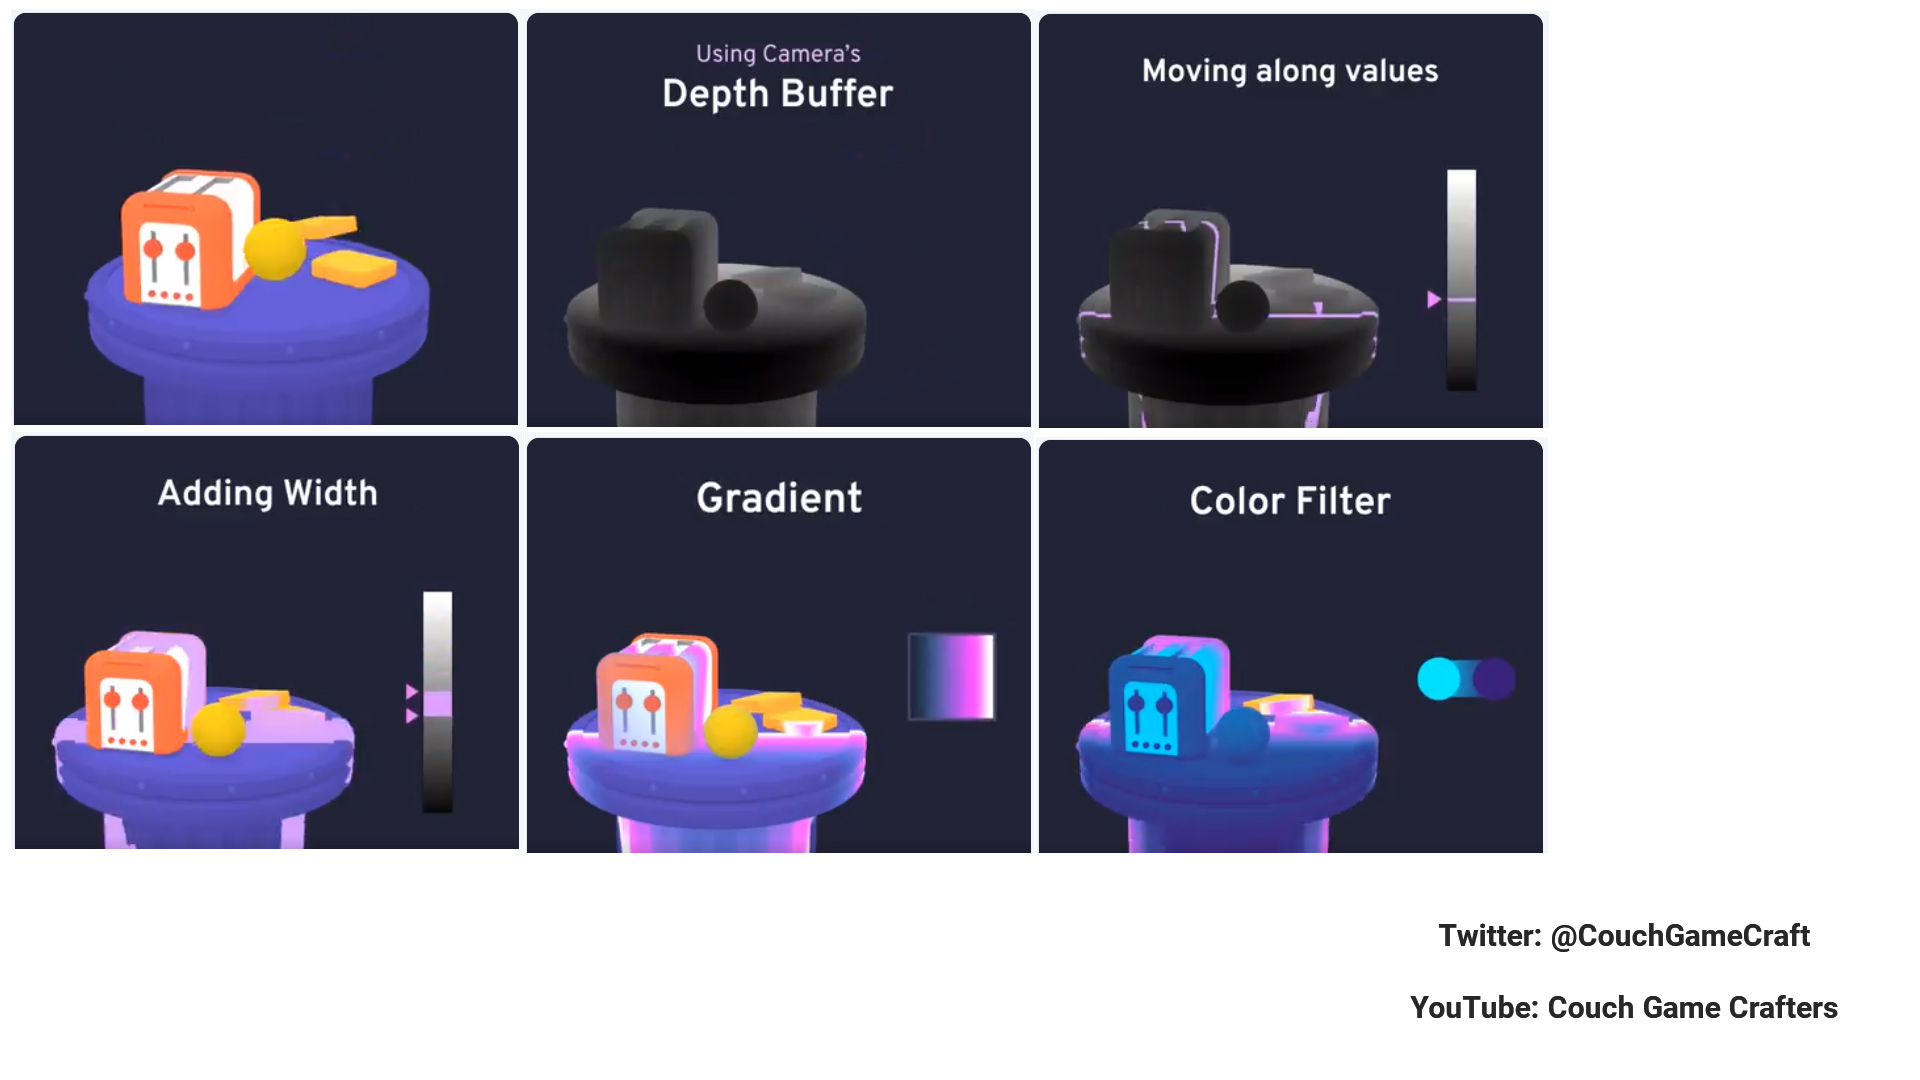 Using Camera's
Depth Buffer
Moving along values
Adding Width
Gradient
Color Filter
Twitter: @CouchGameCraft
YouTube: Couch Game Crafters